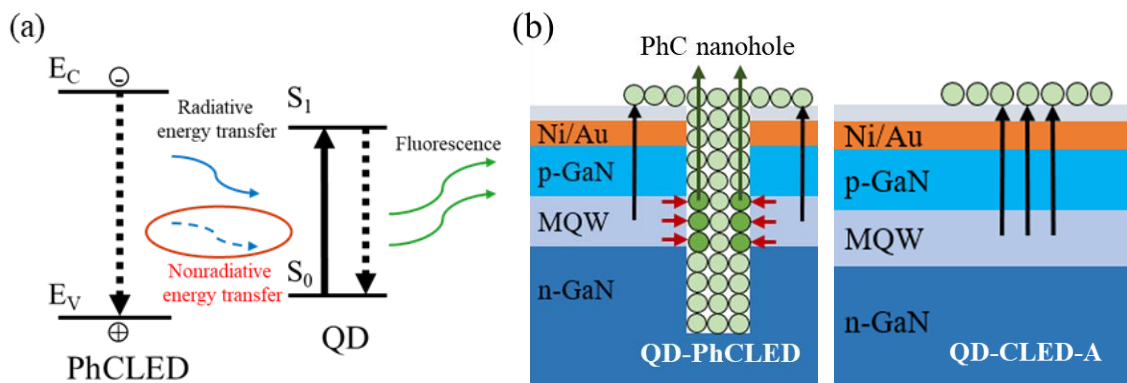 (a)
E_C
-
Radiative
energy transfer
S_1
Fluorescence
Nonradiative
energy transfer
S_0
E_V
+
PhCLED
QD
(b)
PhC nanohole
Ni/Au
p-GaN
MQW
n-GaN
QD-PhCLED
Ni/Au
p-GaN
MQW
n-GaN
QD-CLED-A